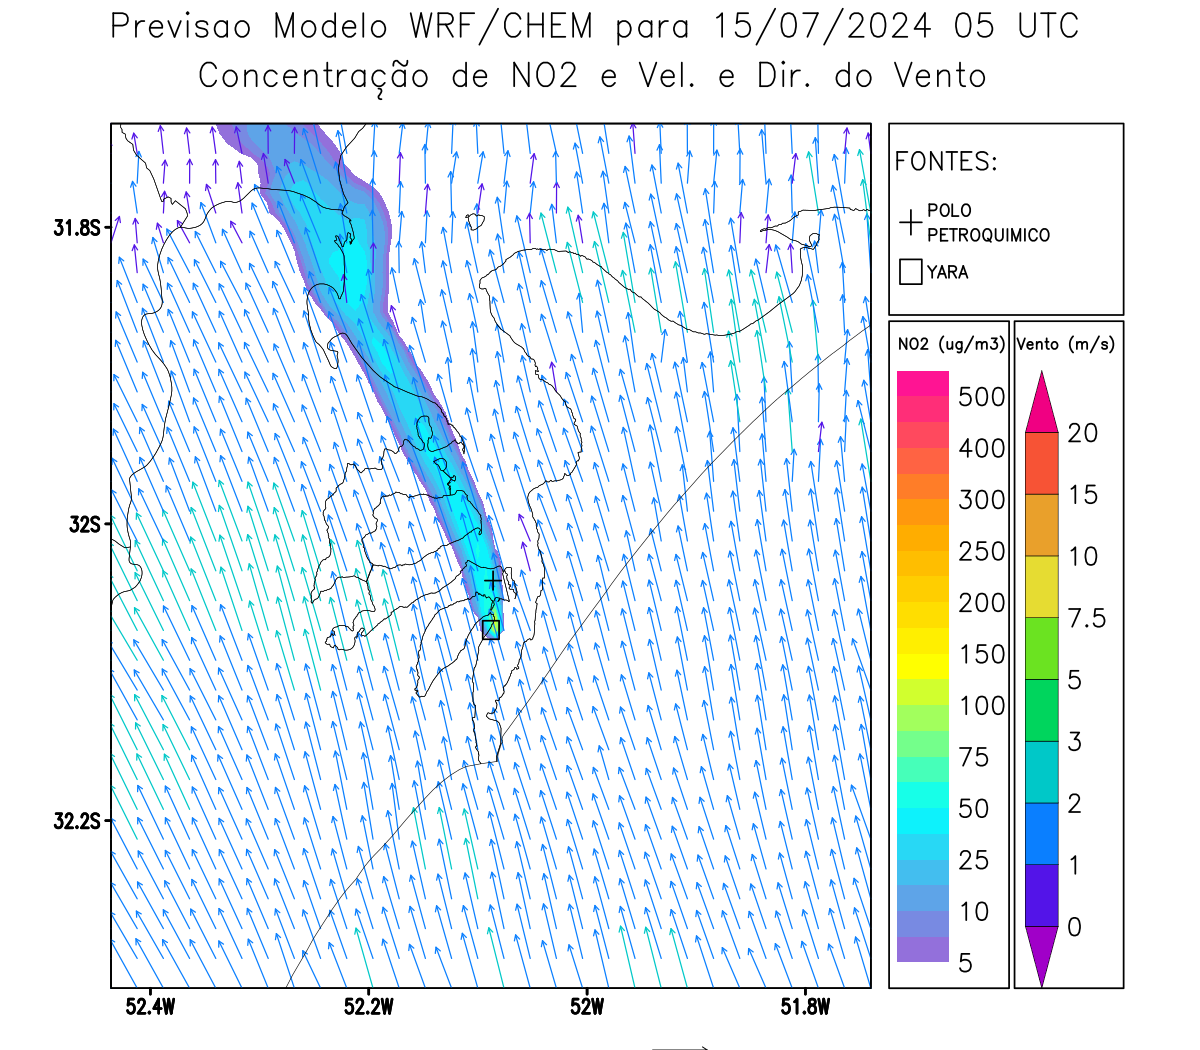 Previsao Modelo WRF/CHEM para 15/07/2024 05 UTC
Concentração de NO2 e Vel. e Dir. do Vento
FONTES:
POLO
PETROQUIMICO
YARA
31.8S
32S
32.2S
52.4W
52.2W
52W
51.8W
NO2 (ug/m3)
500
400
300
250
200
150
100
75
50
25
10
5
Vento (m/s)
20
15
10
7.5
5
3
2
1
0